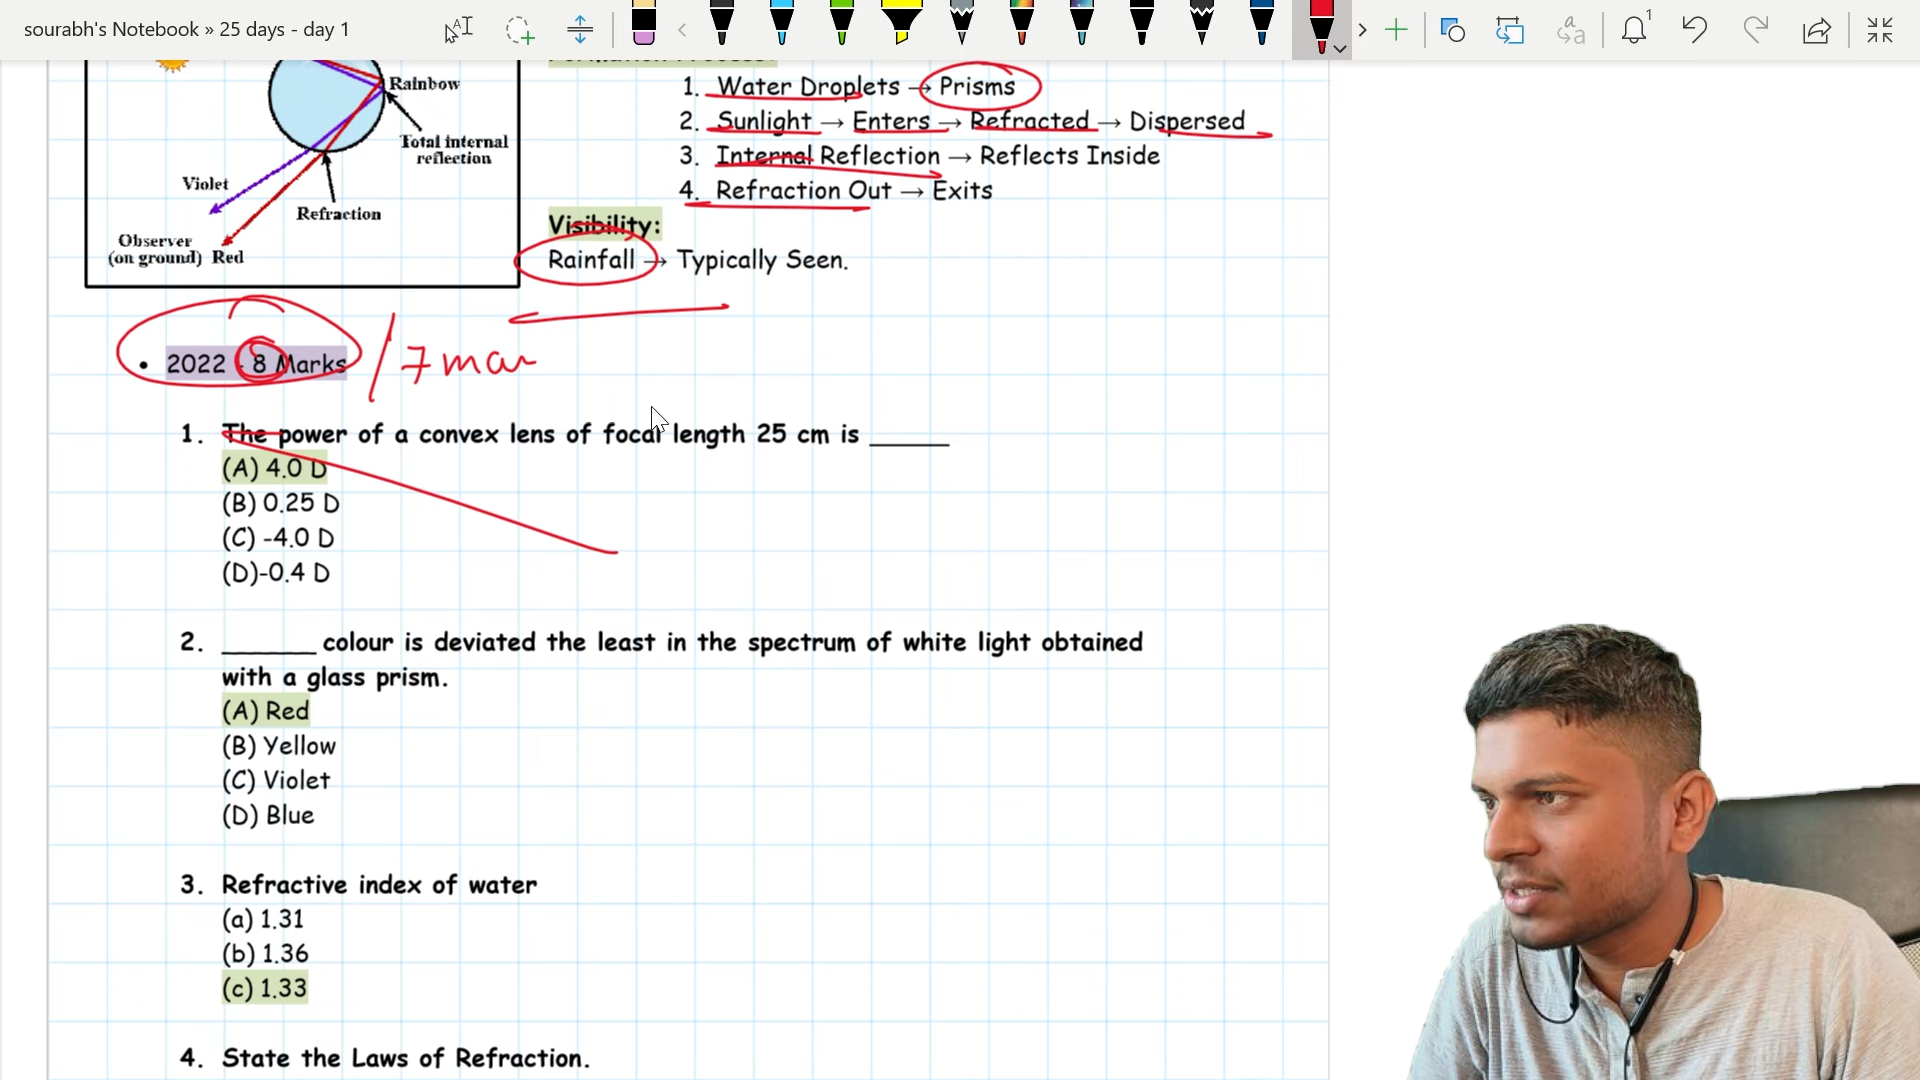 sourabh's Notebook » 25 days - day 1
Rainbow
Total internal
reflection
Violet
Refraction
Observer
(on ground) Red
1. Water Droplets → Prisms
2. Sunlight → Enters → Refracted → Dispersed
3. Internal Reflection → Reflects Inside
4. Refraction Out → Exits
Visibility:
Rainfall → Typically Seen.
• 2022 - 8 Marks / 7 mar
1. The power of a convex lens of focal length 25 cm is ______
(A) 4.0 D
(B) 0.25 D
(C) -4.0 D
(D)-0.4 D
2. ______ colour is deviated the least in the spectrum of white light obtained
with a glass prism.
(A) Red
(B) Yellow
(C) Violet
(D) Blue
3. Refractive index of water
(a) 1.31
(b) 1.36
(c) 1.33
4. State the Laws of Refraction.